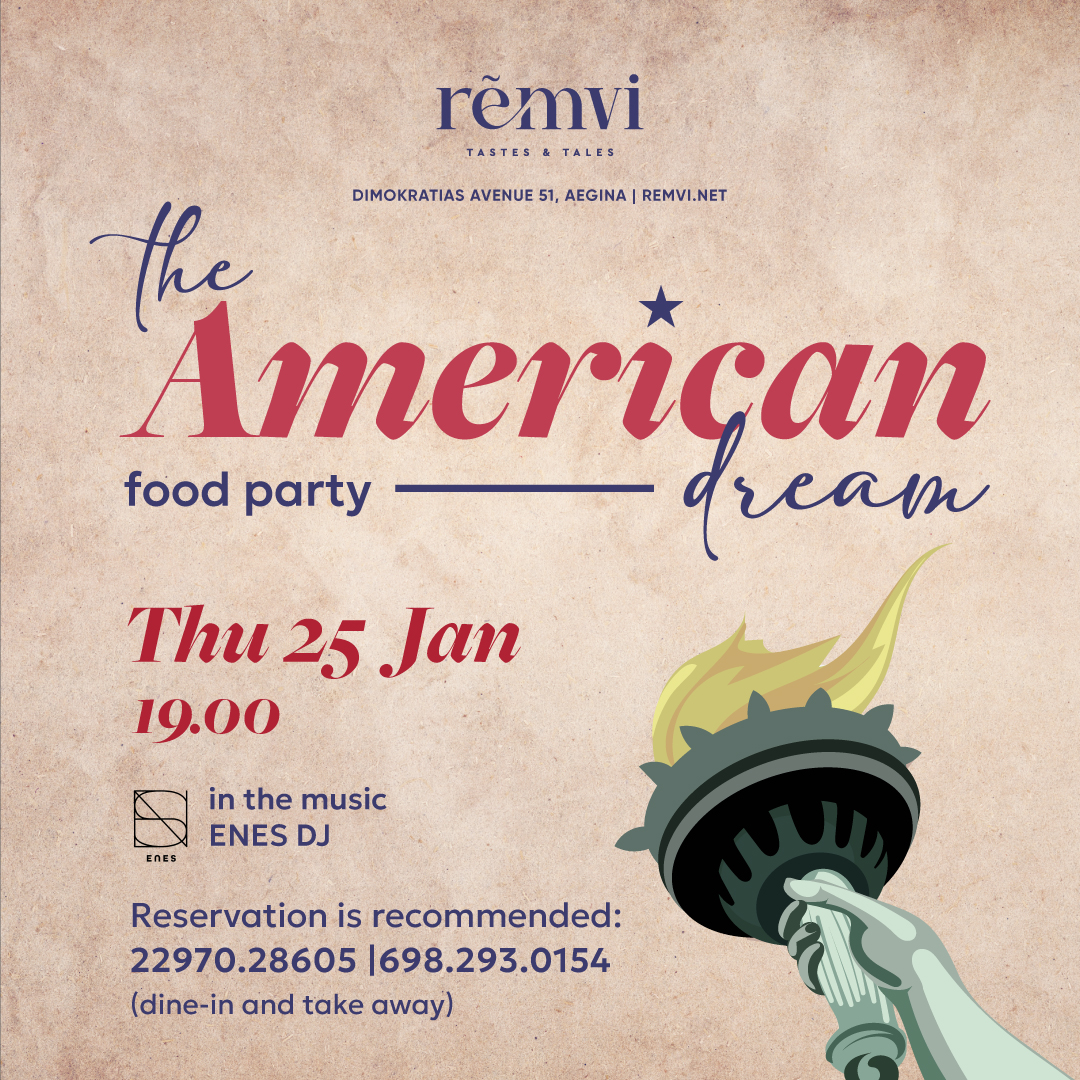 rẽmvi
TASTES & TALES
DIMOKRATIAS AVENUE 51, AEGINA | REMVI.NET
the
American
food party
dream
Thu 25 Jan
19.00
in the music
ENES DJ
ENES
Reservation is recommended:
22970.28605 |698.293.0154
(dine-in and take away)